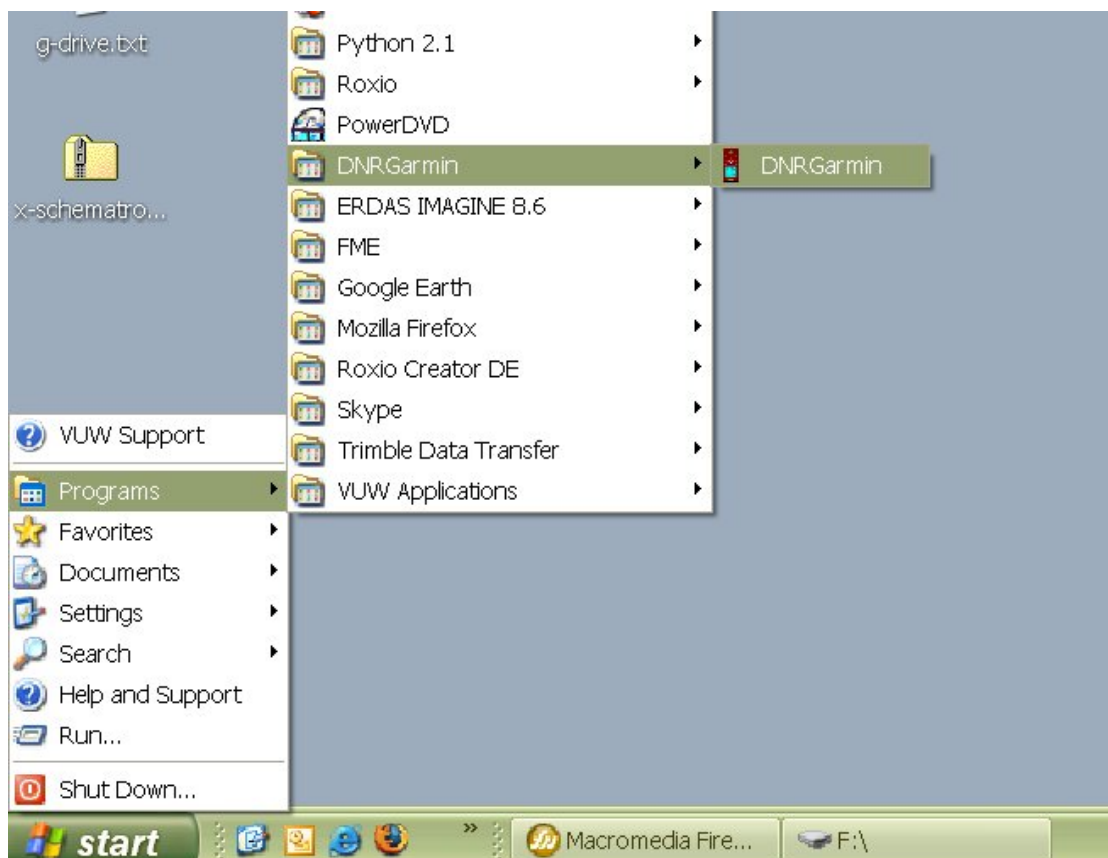 g-drive.txt
x-schematro...
Python 2.1
Roxio
PowerDVD
DNRGarmin
DNRGarmin
ERDAS IMAGINE 8.6
FME
Google Earth
Mozilla Firefox
Roxio Creator DE
Skype
Trimble Data Transfer
VUW Applications
VUW Support
Programs
Favorites
Documents
Settings
Search
Help and Support
Run...
Shut Down...
start
»
Macromedia Fire...
F:\